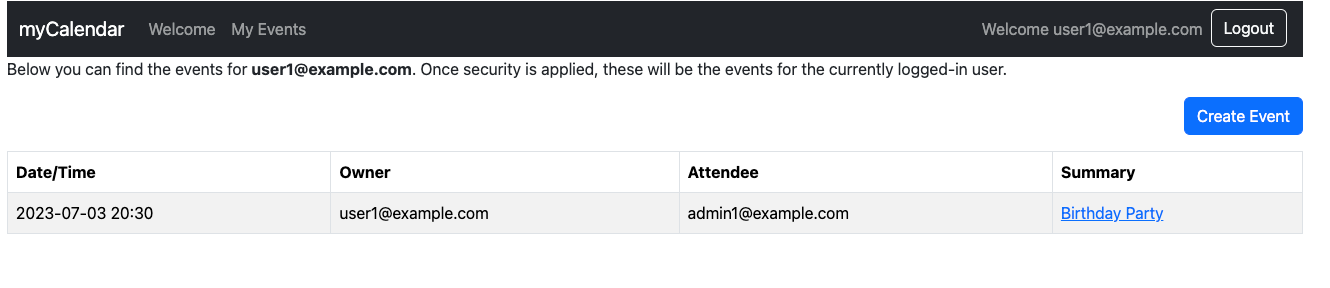 myCalendar Welcome My Events Welcome user1@example.com Logout
Below you can find the events for user1@example.com. Once security is applied, these will be the events for the currently logged-in user.
Create Event
Date/Time Owner Attendee Summary
2023-07-03 20:30 user1@example.com admin1@example.com Birthday Party